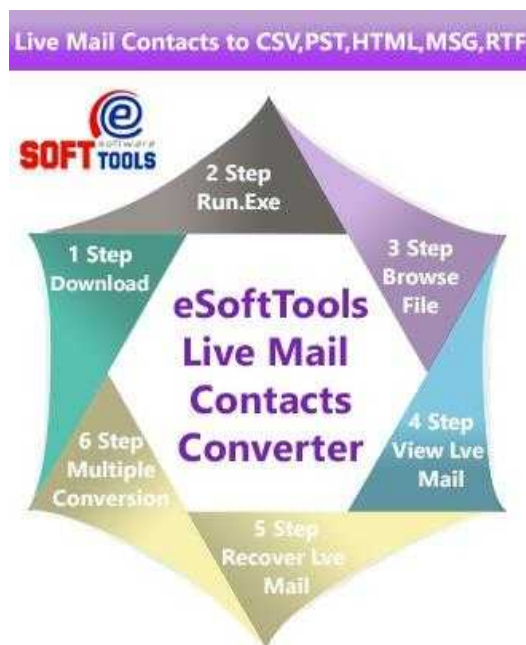 Live Mail Contacts to CSV,PST,HTML,MSG,RTF
e
software
SOFT TOOLS
2 Step
Run.Exe
1 Step
Download
3 Step
Browse
File
eSoftTools
Live Mail
Contacts
Converter
4 Step
View Lve
Mail
6 Step
Multiple
Conversion
5 Step
Recover Lve
Mail